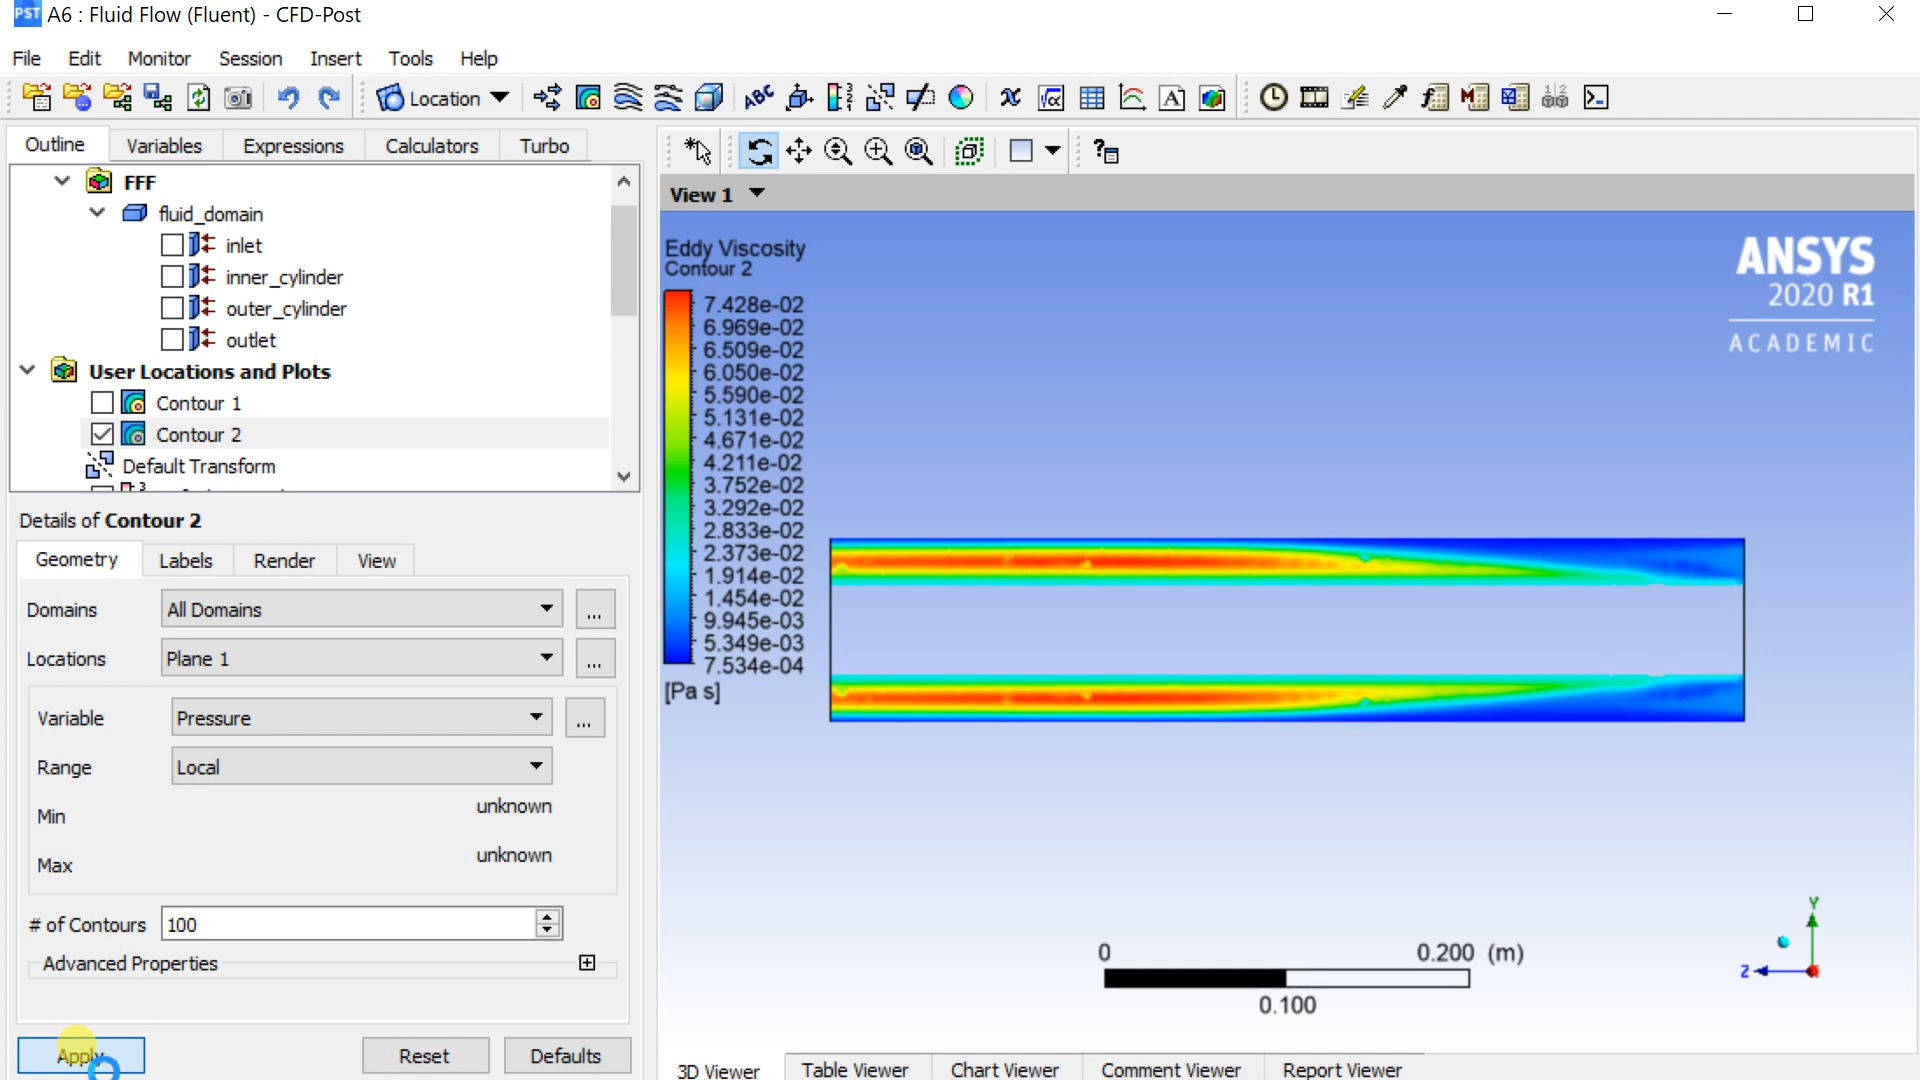 PST A6 : Fluid Flow (Fluent) - CFD-Post
File Edit Monitor Session Insert Tools Help
Location
Outline Variables Expressions Calculators Turbo
FFF
fluid_domain
inlet
inner_cylinder
outer_cylinder
outlet
User Locations and Plots
Contour 1
Contour 2
Default Transform
Details of Contour 2
Geometry Labels Render View
Domains All Domains ...
Locations Plane 1 ...
Variable Pressure ...
Range Local
Min unknown
Max unknown
# of Contours 100
Advanced Properties
Apply Reset Defaults
View 1
Eddy Viscosity
Contour 2
7.428e-02
6.969e-02
6.509e-02
6.050e-02
5.590e-02
5.131e-02
4.671e-02
4.211e-02
3.752e-02
3.292e-02
2.833e-02
2.373e-02
1.914e-02
1.454e-02
9.945e-03
5.349e-03
7.534e-04
[Pa s]
ANSYS
2020 R1
ACADEMIC
0 0.200 (m)
0.100
Y
Z
3D Viewer Table Viewer Chart Viewer Comment Viewer Report Viewer